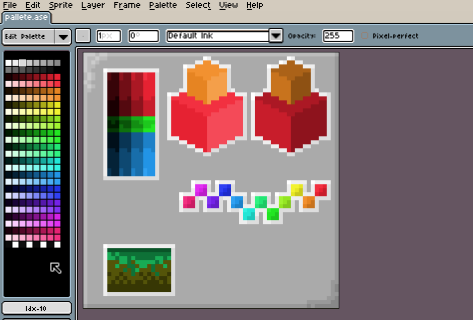 File Edit Sprite Layer Frame Palette Select View Help
pallete.ase
Edit Palette 1px 0° Default Ink Opacity: 255 Pixel-perfect
Idx-10